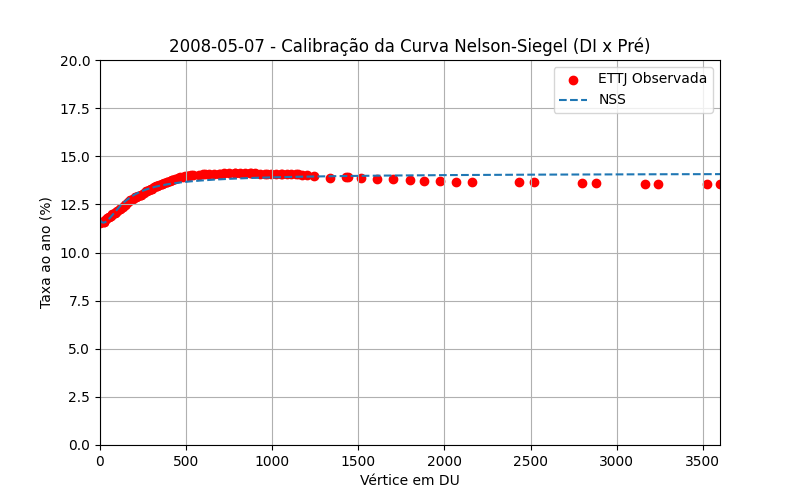 2008-05-07 - Calibração da Curva Nelson-Siegel (DI x Pré)
20.0
17.5
15.0
12.5
10.0
7.5
5.0
2.5
0.0
Taxa ao ano (%)
ETTJ Observada
NSS
0 500 1000 1500 2000 2500 3000 3500
Vértice em DU